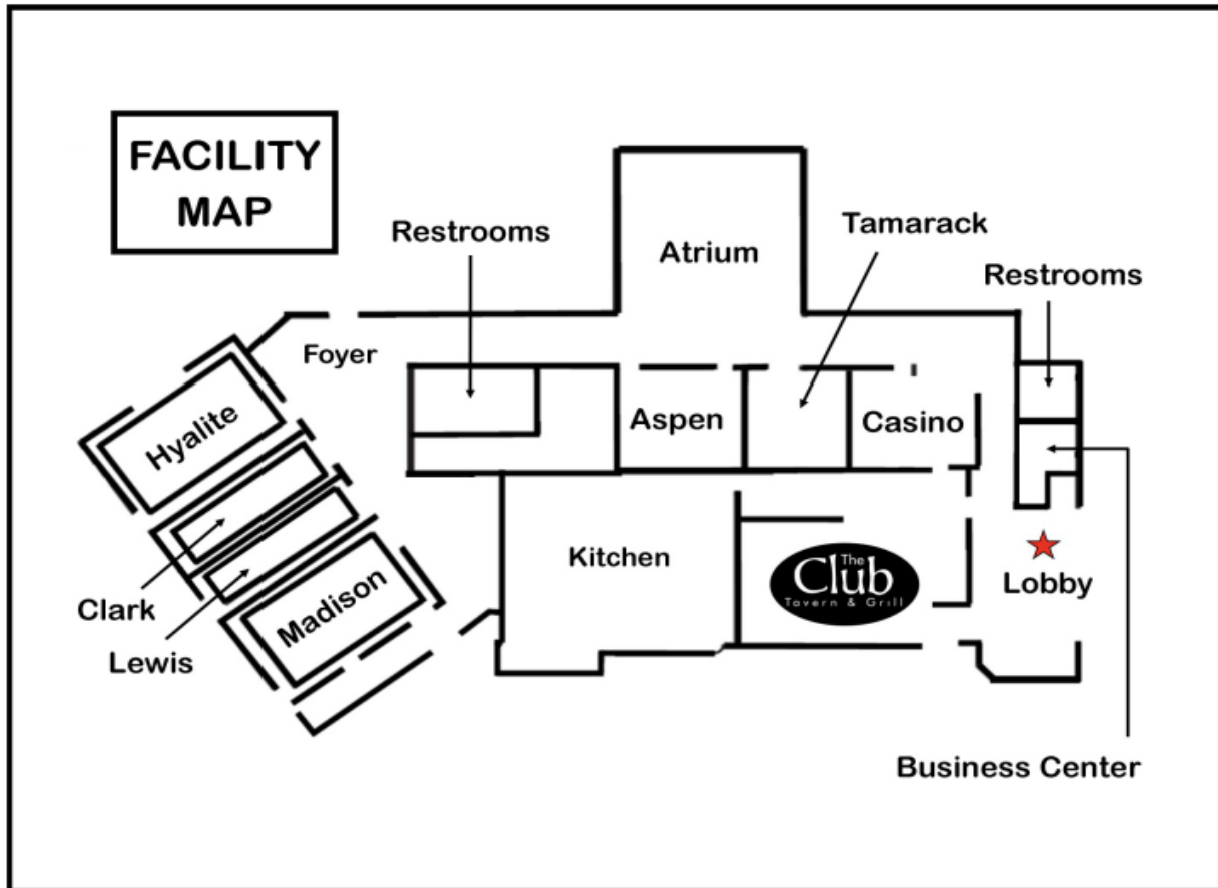 FACILITY
MAP
Restrooms
Atrium
Tamarack
Restrooms
Foyer
Hyalite
Aspen
Casino
Kitchen
The
Club
Tavern & Grill
Lobby
Clark
Lewis
Madison
Business Center